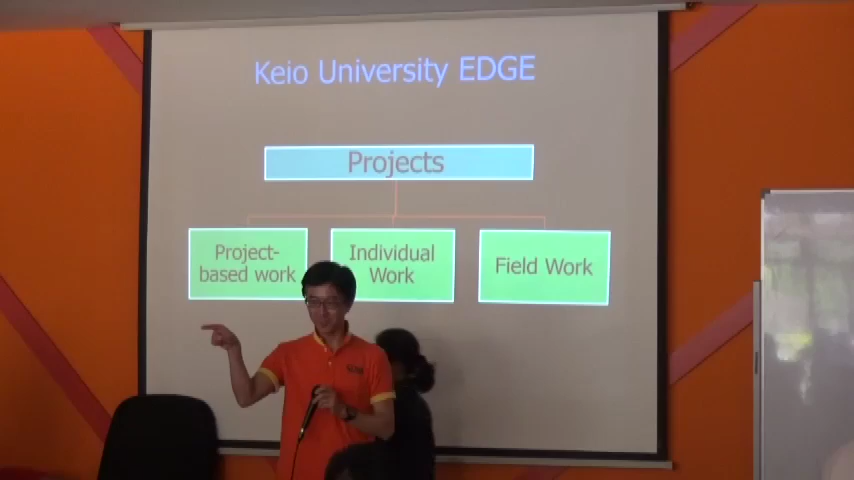 Keio University EDGE
Projects
Project-
based work
Individual
Work
Field Work